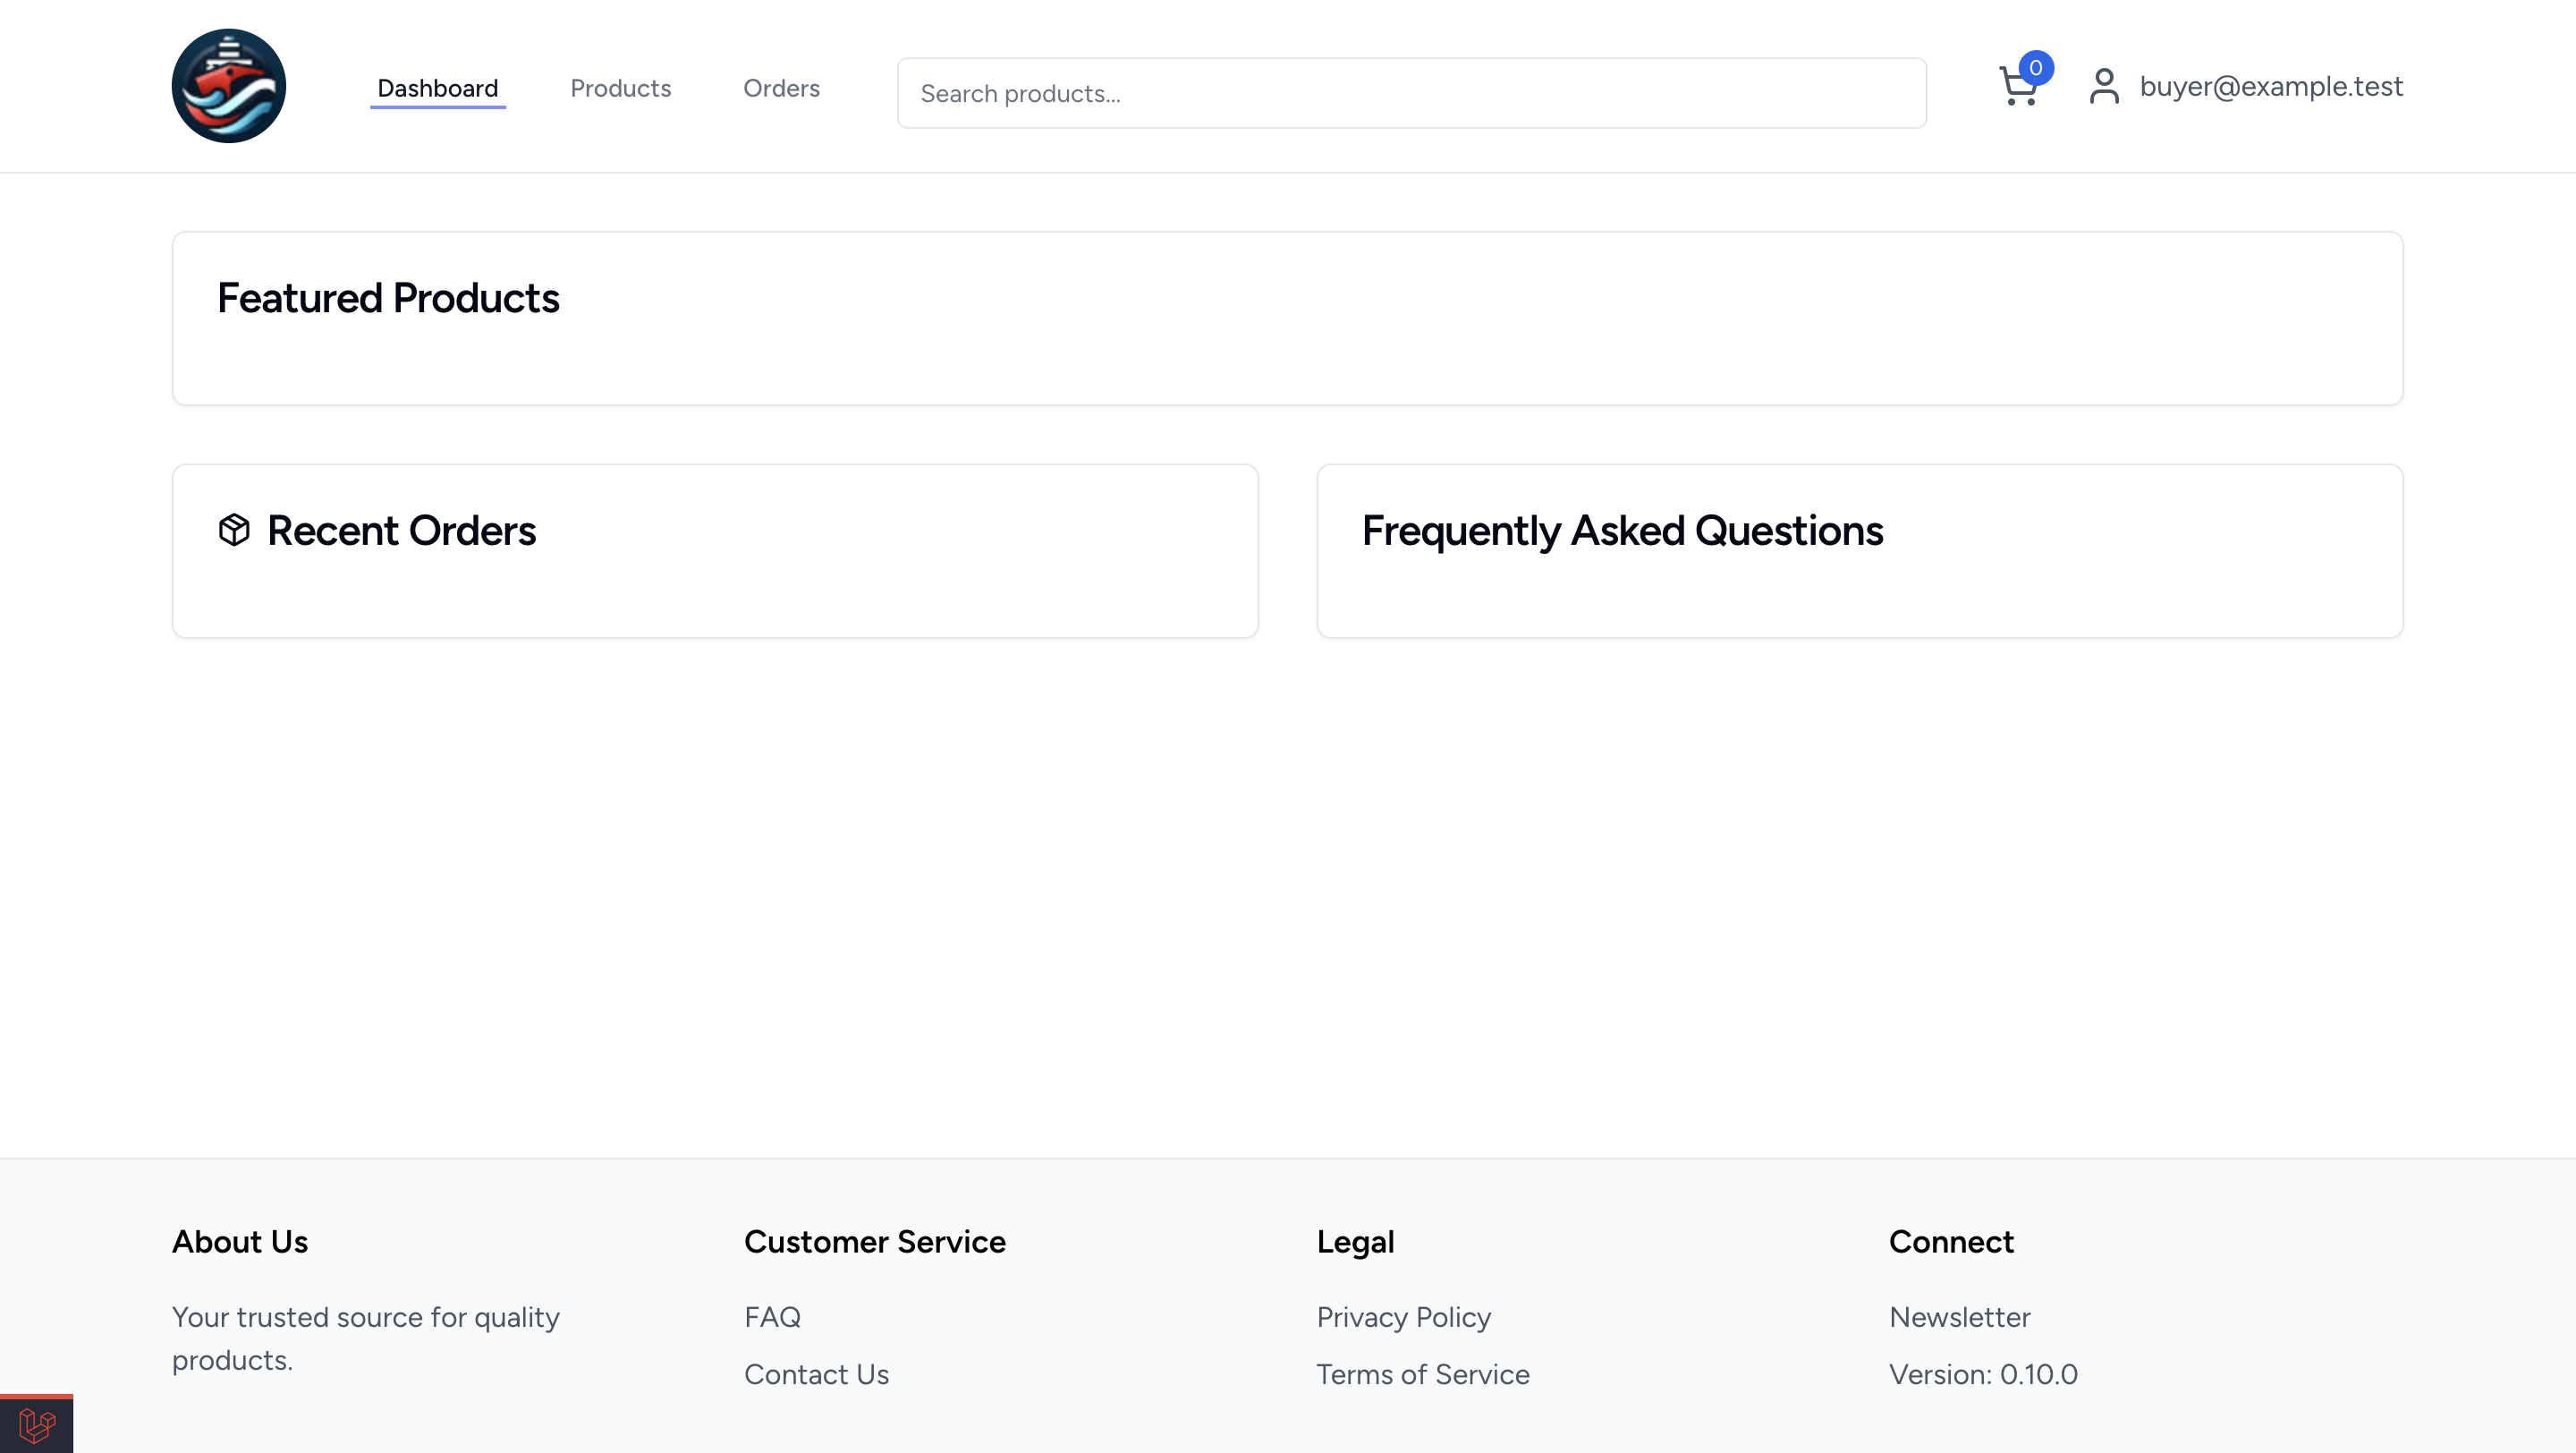 Dashboard
Products
Orders
Search products...
0
buyer@example.test
Featured Products
Recent Orders
Frequently Asked Questions
About Us
Your trusted source for quality
products.
Customer Service
FAQ
Contact Us
Legal
Privacy Policy
Terms of Service
Connect
Newsletter
Version: 0.10.0